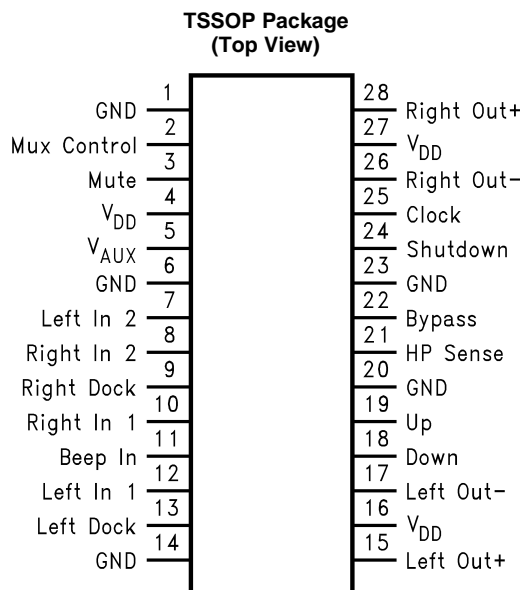 TSSOP Package
(Top View)
1 GND
2 Mux Control
3 Mute
4 VDD
5 VAUX
6 GND
7 Left In 2
8 Right In 2
9 Right Dock
10 Right In 1
11 Beep In
12 Left In 1
13 Left Dock
14 GND
28 Right Out+
27 VDD
26 Right Out-
25 Clock
24 Shutdown
23 GND
22 Bypass
21 HP Sense
20 GND
19 Up
18 Down
17 Left Out-
16 VDD
15 Left Out+